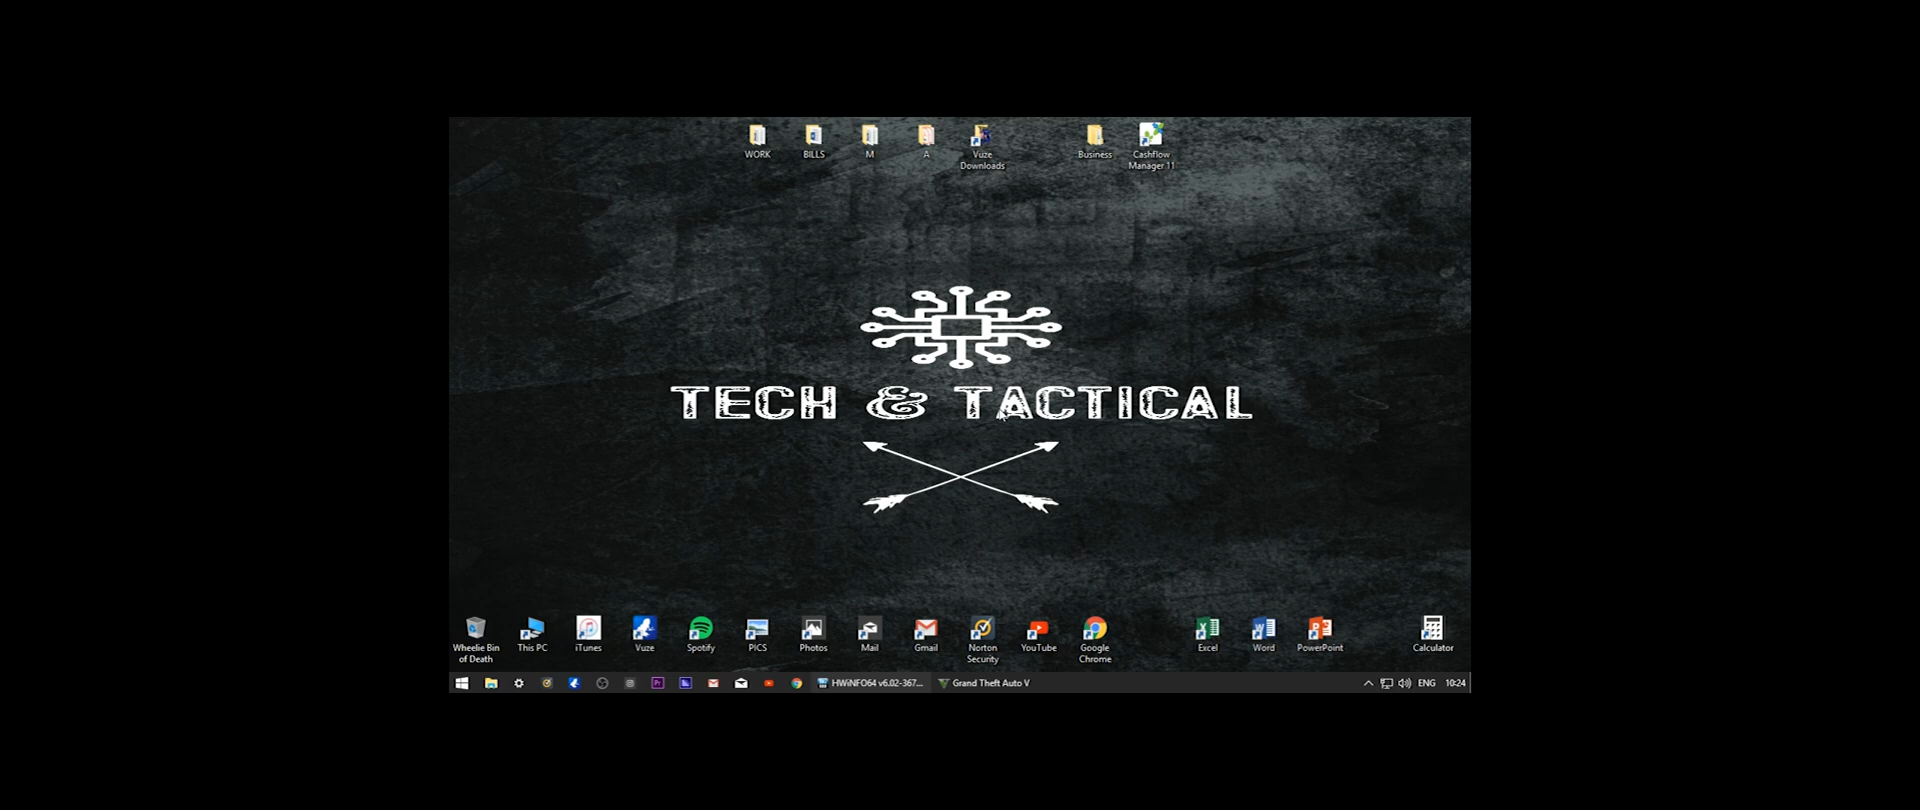 WORK
BILLS
M
A
Vuze
Downloads
Business
Cashflow
Manager 11
TECH & TACTICAL
Wheelie Bin
of Death
This PC
iTunes
Vuze
Spotify
PICS
Photos
Mail
Gmail
Norton
Security
YouTube
Google
Chrome
Excel
Word
PowerPoint
Calculator
HWiNFO64 v6.02-367...
Grand Theft Auto V
ENG
10:24